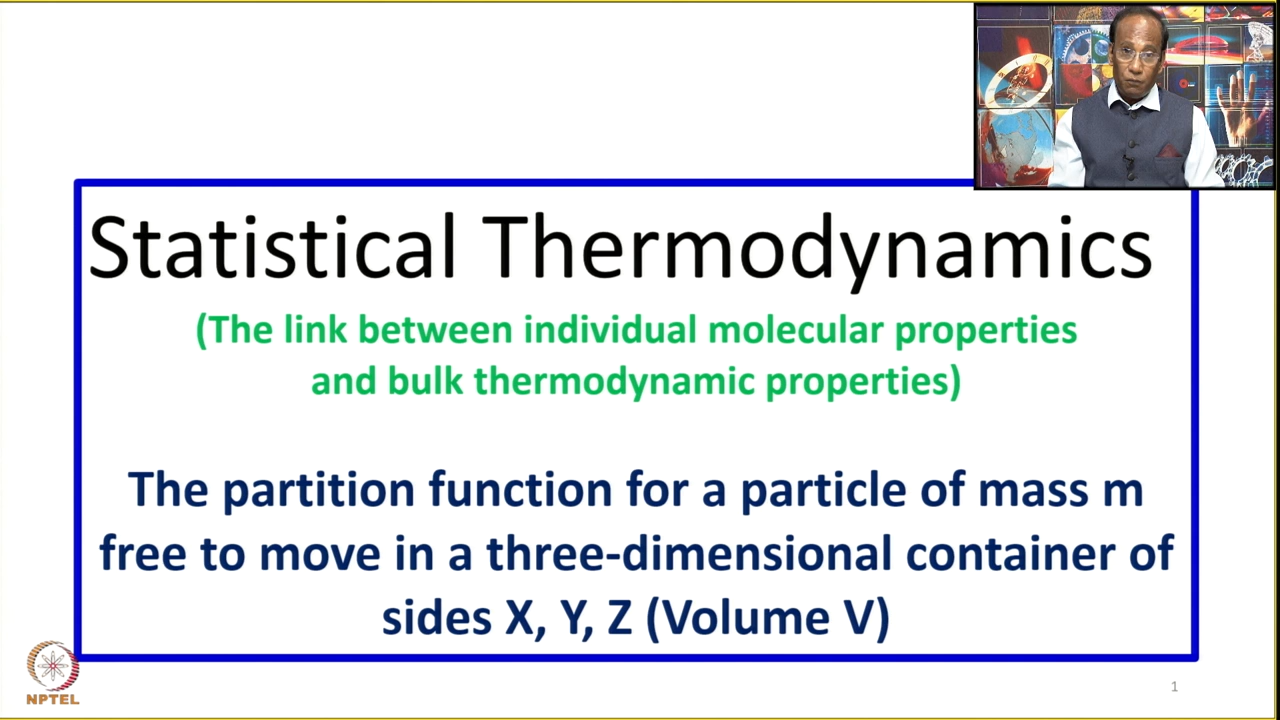 Statistical Thermodynamics
(The link between individual molecular properties
and bulk thermodynamic properties)
The partition function for a particle of mass m
free to move in a three-dimensional container of
sides X, Y, Z (Volume V)
NPTEL
1